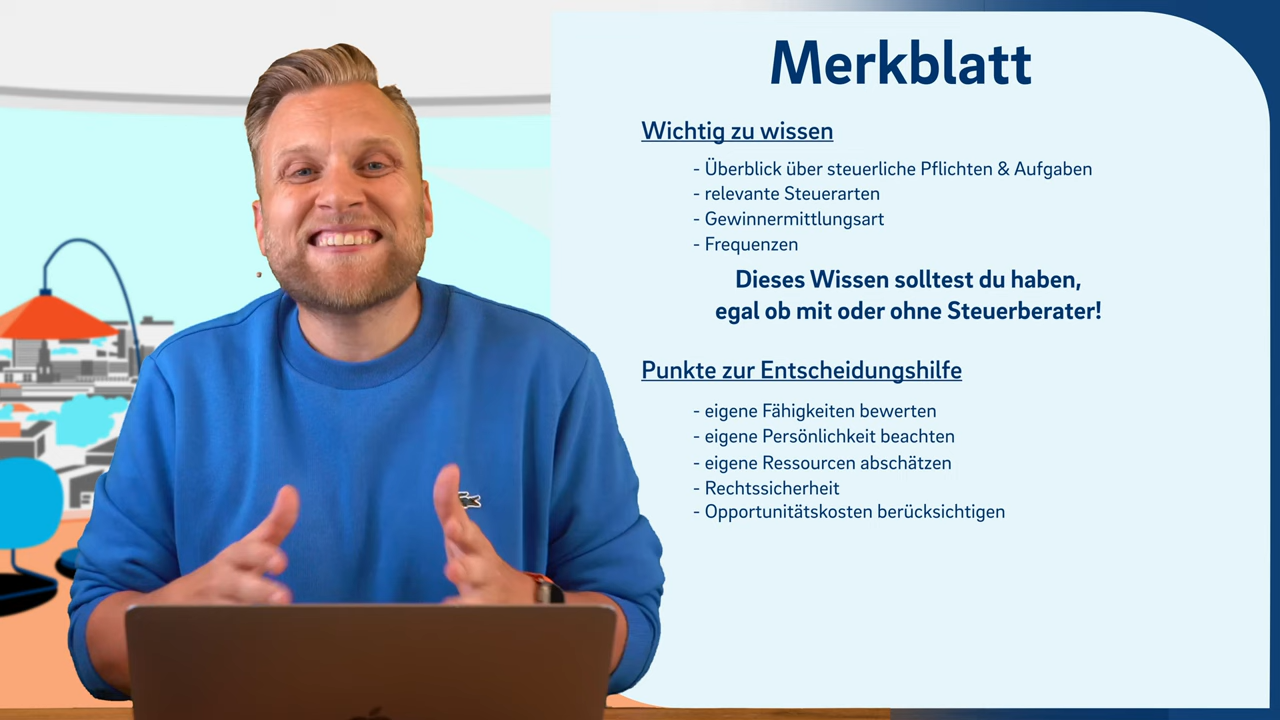 Merkblatt
Wichtig zu wissen
- Überblick über steuerliche Pflichten & Aufgaben
- relevante Steuerarten
- Gewinnermittlungsart
- Frequenzen
Dieses Wissen solltest du haben,
egal ob mit oder ohne Steuerberater!
Punkte zur Entscheidungshilfe
- eigene Fähigkeiten bewerten
- eigene Persönlichkeit beachten
- eigene Ressourcen abschätzen
- Rechtssicherheit
- Opportunitätskosten berücksichtigen